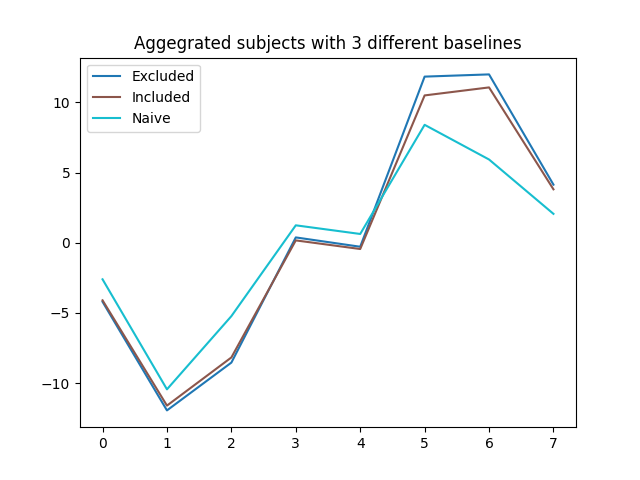 Aggegrated subjects with 3 different baselines
Excluded
Included
Naive
10
5
0
−5
−10
0 1 2 3 4 5 6 7